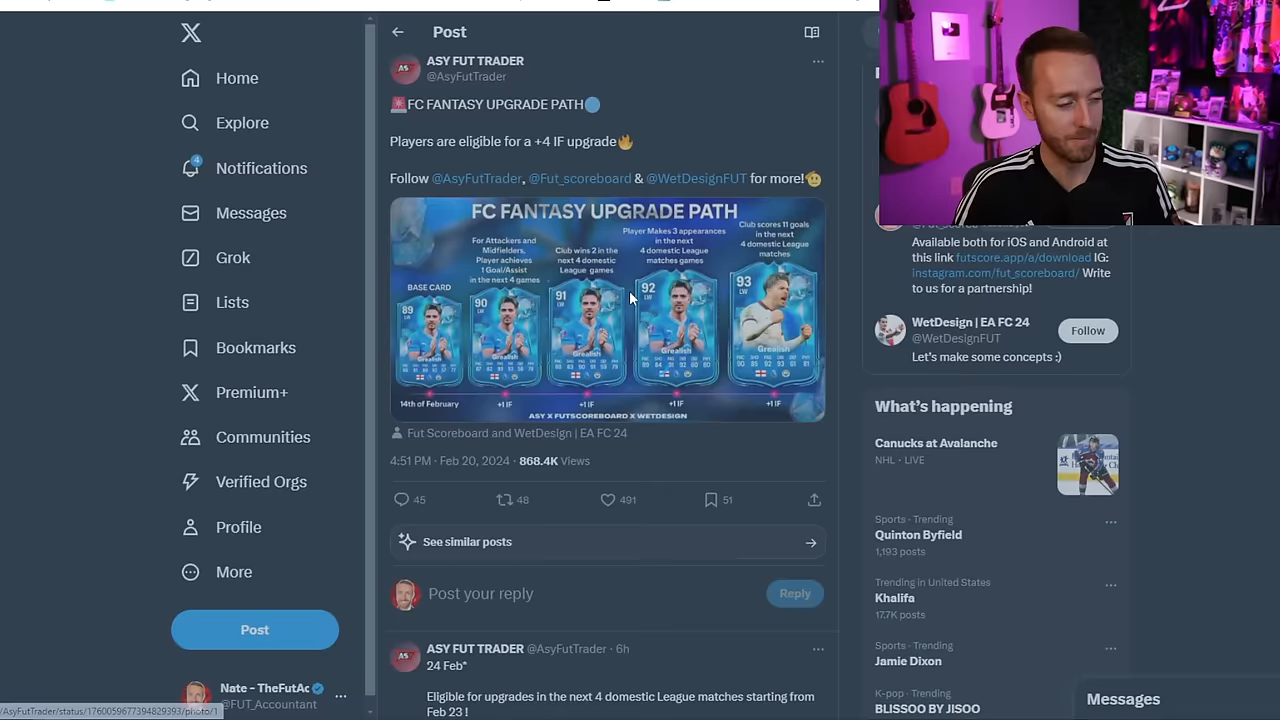 Post
Home
Explore
4
Notifications
Messages
Grok
Lists
Bookmarks
Premium+
Communities
Verified Orgs
Profile
More
Post
Nate - TheFutAc
@FUT_Accountant
/AsyFutTrader/status/1760059677394829393/photo/1
ASY FUT TRADER
@AsyFutTrader
🚨FC FANTASY UPGRADE PATH🔵
Players are eligible for a +4 IF upgrade🔥
Follow @AsyFutTrader, @Fut_scoreboard & @WetDesignFUT for more!🫡
FC FANTASY UPGRADE PATH
BASE CARD
89
LW
Grealish
14th of February
For Attackers and
Midfielders,
Player achieves
1 Goal/Assist
in the next 4 games
90
LW
Grealish
+1 IF
Club wins 2 in the
next 4 domestic
League games
91
LW
Grealish
+1 IF
Player Makes 3 appearances
in the next
4 domestic League
matches games
92
LW
Grealish
+1 IF
Club scores 11 goals
in the next
4 domestic League
matches
93
LW
Grealish
+1 IF
ASY X FUTSCOREBOARD X WETDESIGN
Fut Scoreboard and WetDesign | EA FC 24
4:51 PM · Feb 20, 2024 · 868.4K Views
45
48
491
51
See similar posts
Post your reply
Reply
ASY FUT TRADER @AsyFutTrader · 6h
24 Feb*
Eligible for upgrades in the next 4 domestic League matches starting from
Feb 23 !
Available both for iOS and Android at
this link futscore.app/a/download IG:
instagram.com/fut_scoreboard/ Write
to us for a partnership!
WetDesign | EA FC 24
@WetDesignFUT
Follow
Let's make some concepts :)
What's happening
Canucks at Avalanche
NHL · LIVE
Sports · Trending
Quinton Byfield
1,193 posts
Trending in United States
Khalifa
17.7K posts
Sports · Trending
Jamie Dixon
K-pop · Trending
BLISSOO BY JISOO
Messages